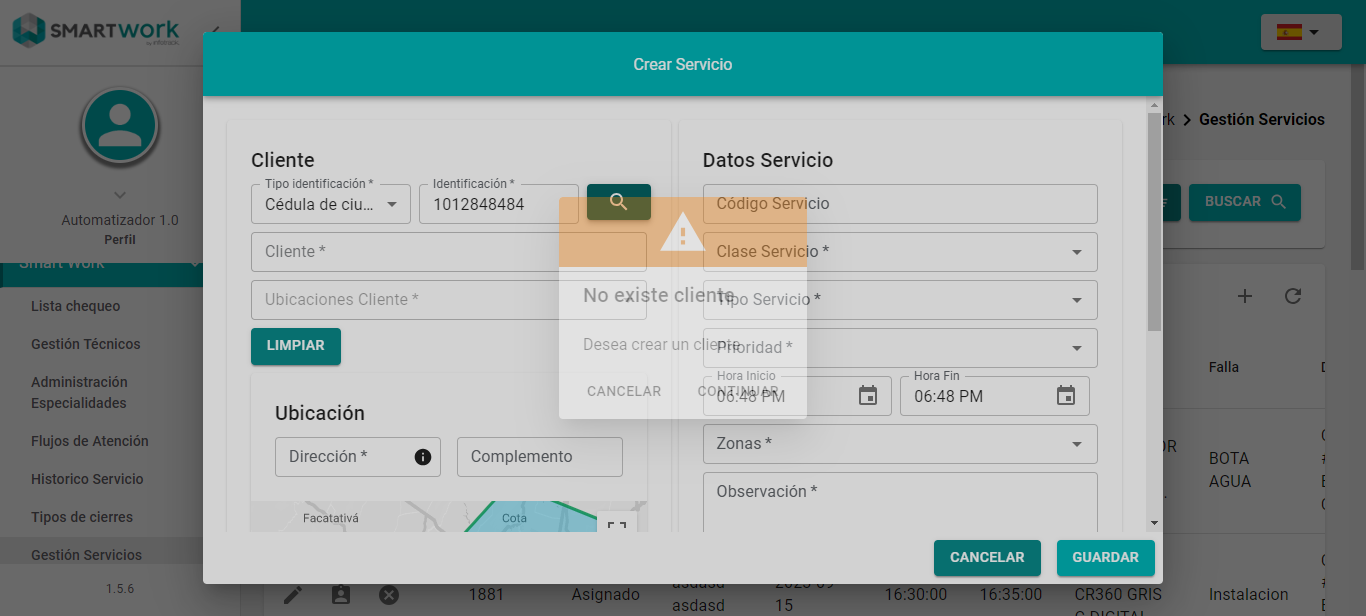 SMARTwork
by infotrack
Automatizador 1.0
Perfil
Smart Work
Lista chequeo
Gestión Técnicos
Administración
Especialidades
Flujos de Atención
Historico Servicio
Tipos de cierres
Gestión Servicios
1.5.6
rk > Gestión Servicios
BUSCAR
Crear Servicio
Cliente
Tipo identificación *
Cédula de ciu...
Identificación *
1012848484
Cliente *
Ubicaciones Cliente *
LIMPIAR
Ubicación
Dirección *
Complemento
Facatativá
Cota
Datos Servicio
Código Servicio
Clase Servicio *
Tipo Servicio *
Prioridad *
Hora Inicio
06:48 PM
Hora Fin
06:48 PM
Zonas *
Observación *
No existe cliente
Desea crear un cliente
CANCELAR
CONTINUAR
CANCELAR
GUARDAR
Falla
BOTA
AGUA
1881
Asignado
asdasd
asdasd
2023-09-
15
16:30:00
16:35:00
CR360 GRIS
C DIGITAL
Instalacion